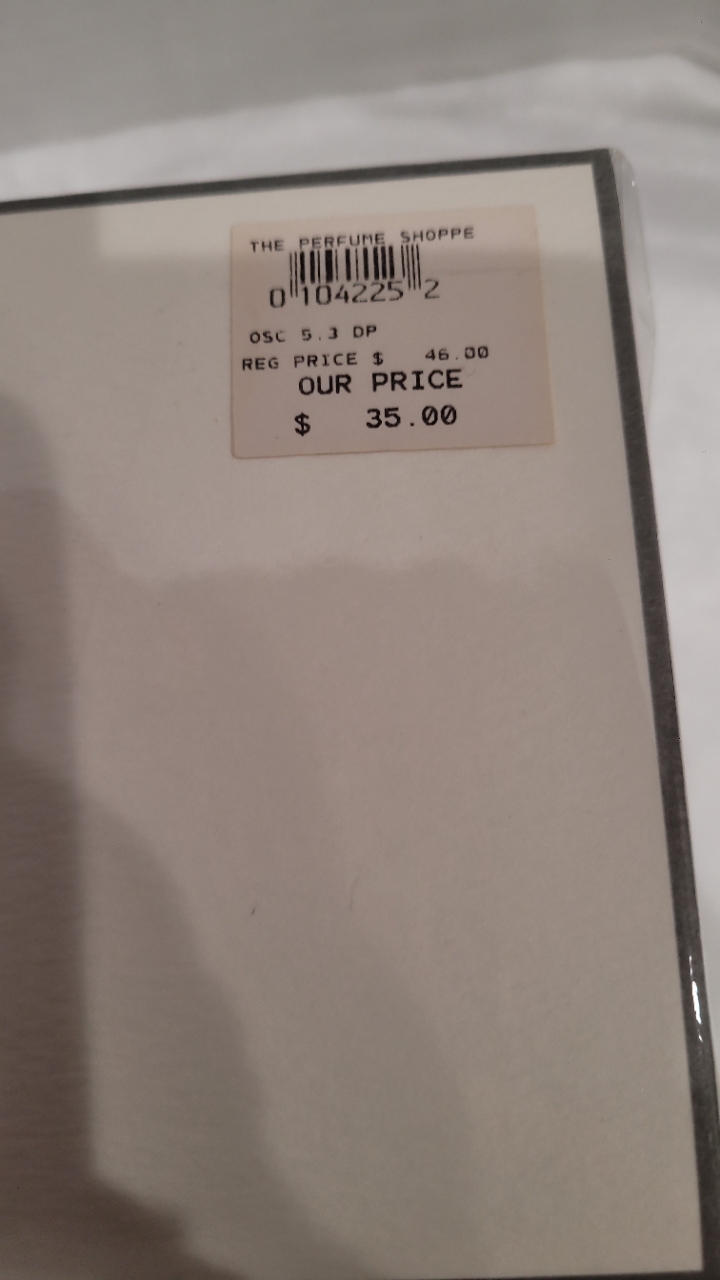 THE PERFUME SHOPPE
0 104225 2
OSC 5.3 DP
REG PRICE $ 46.00
OUR PRICE
$ 35.00